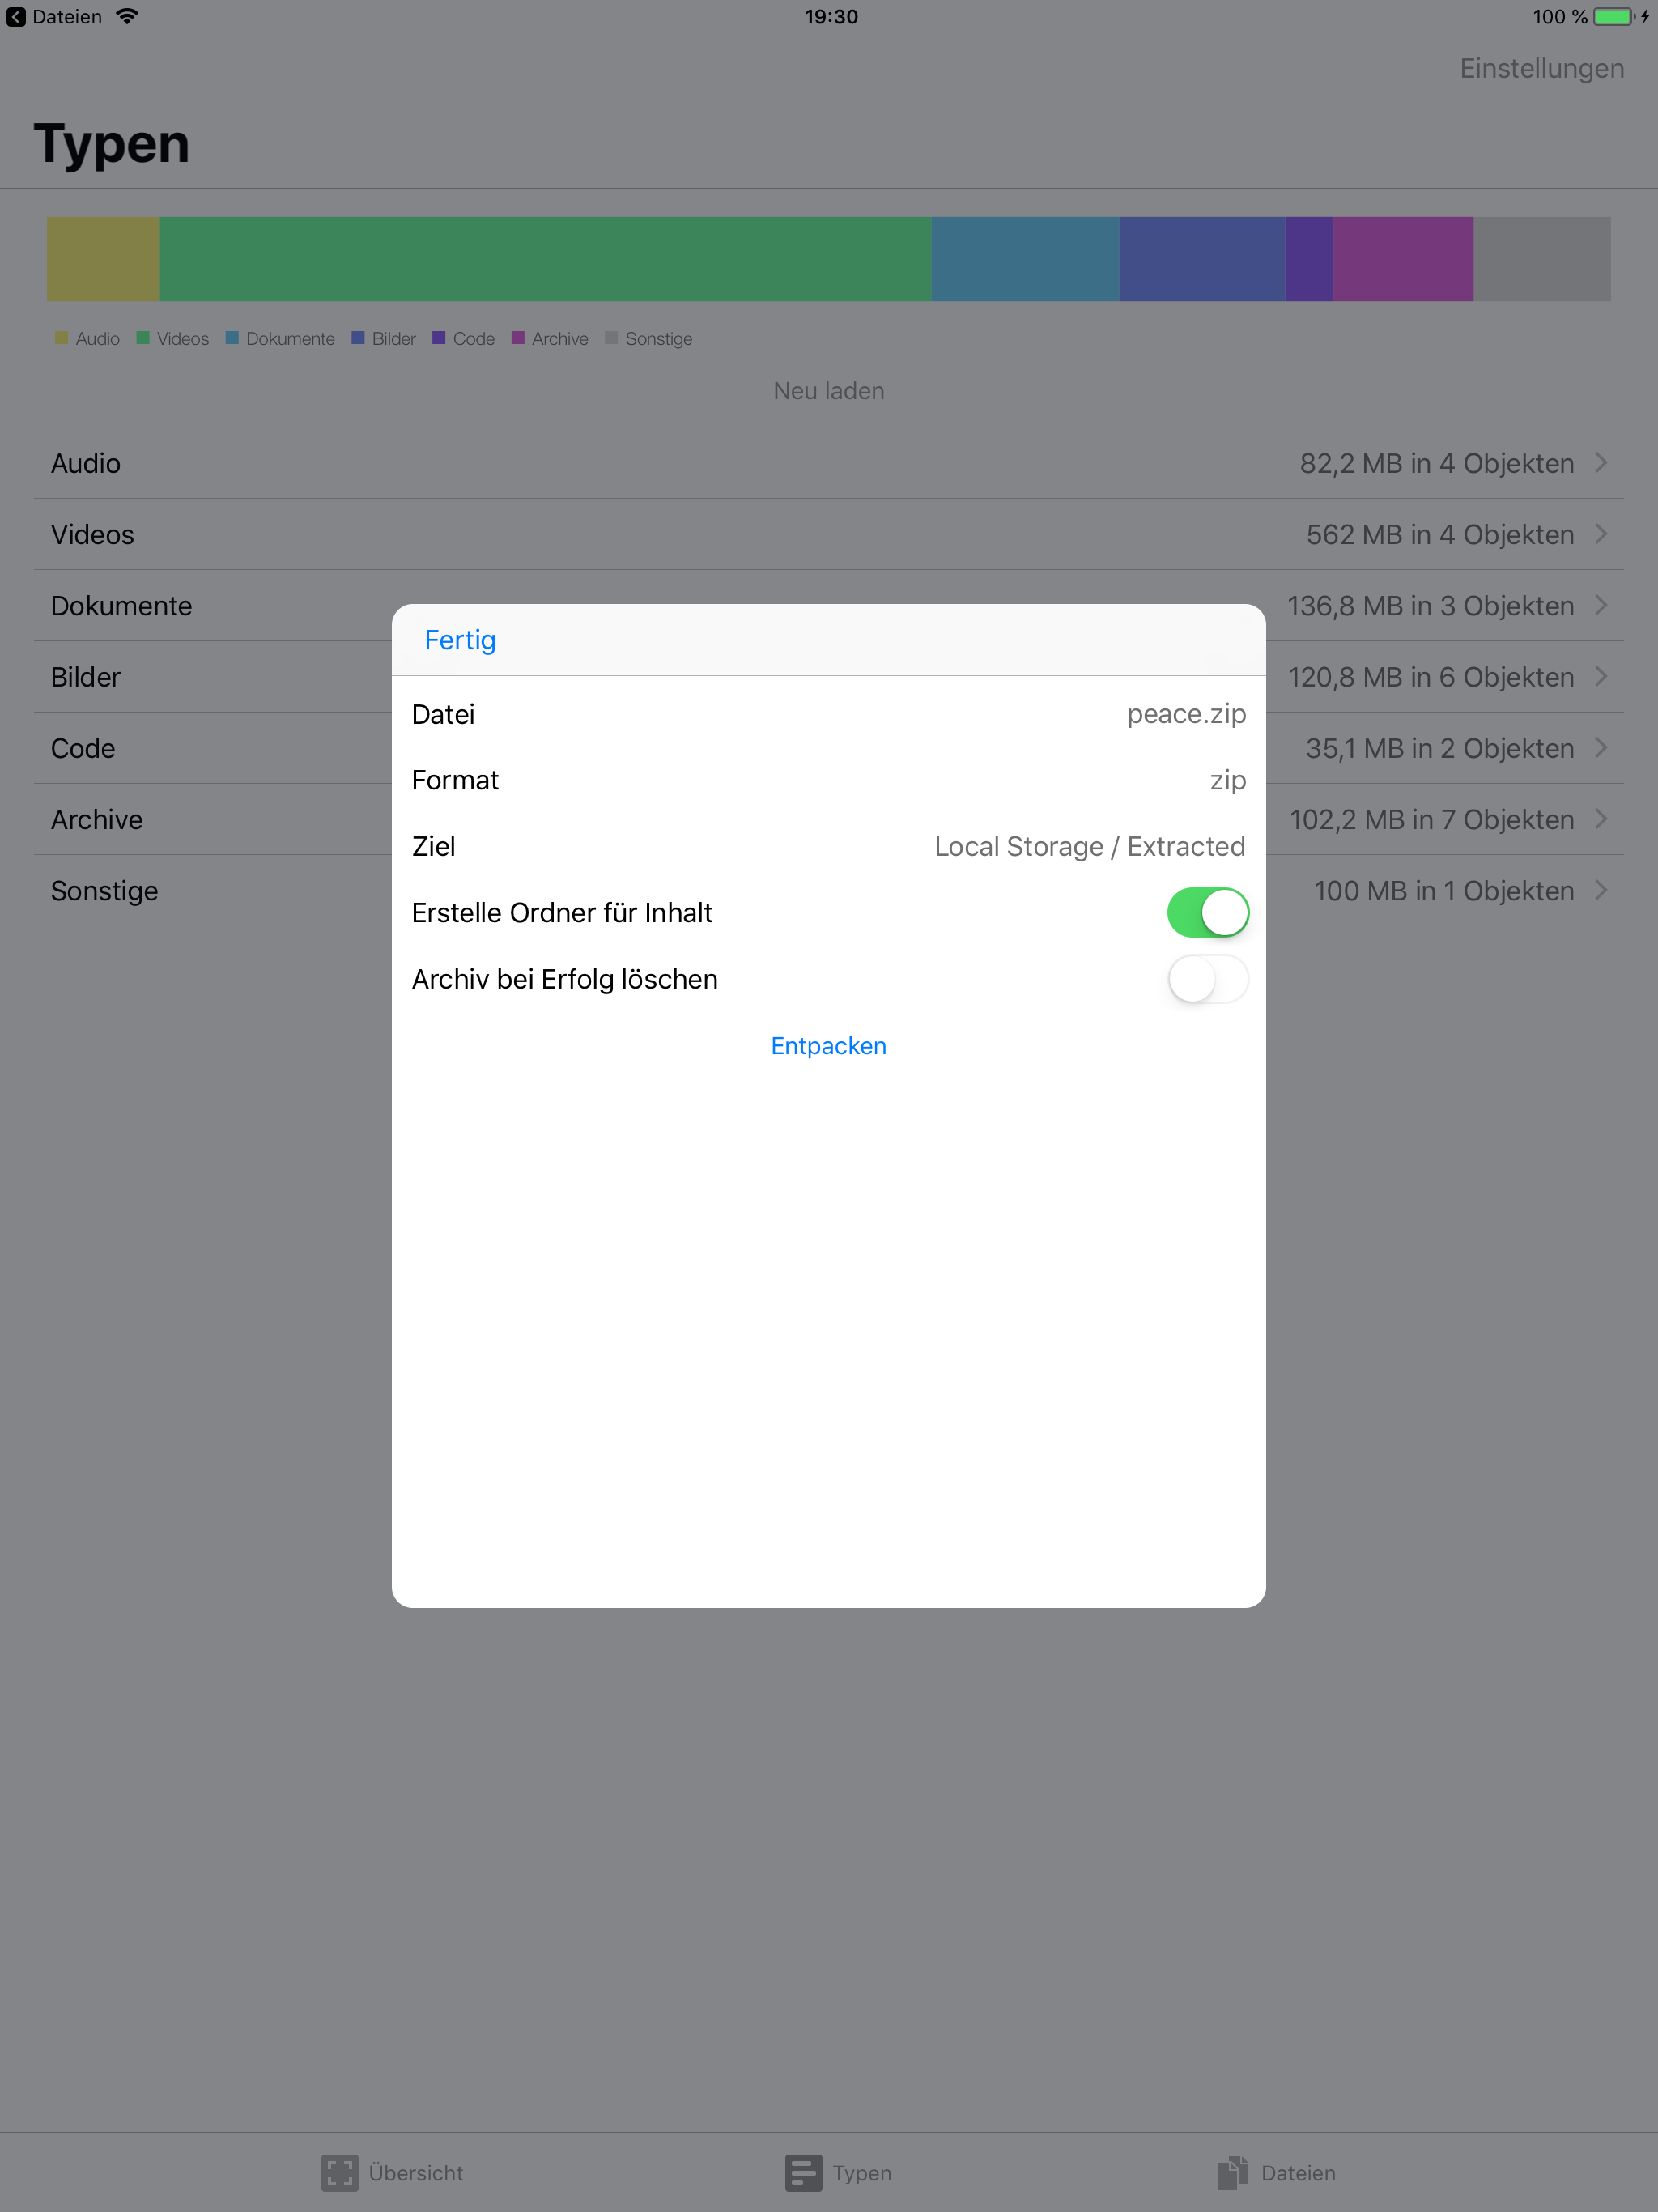 Dateien 19:30 100 %
Einstellungen
Typen
Audio Videos Dokumente Bilder Code Archive Sonstige
Neu laden
Audio 82,2 MB in 4 Objekten
Videos 562 MB in 4 Objekten
Dokumente 136,8 MB in 3 Objekten
Bilder 120,8 MB in 6 Objekten
Code 35,1 MB in 2 Objekten
Archive 102,2 MB in 7 Objekten
Sonstige 100 MB in 1 Objekten
Fertig
Datei peace.zip
Format zip
Ziel Local Storage / Extracted
Erstelle Ordner für Inhalt
Archiv bei Erfolg löschen
Entpacken
Übersicht Typen Dateien